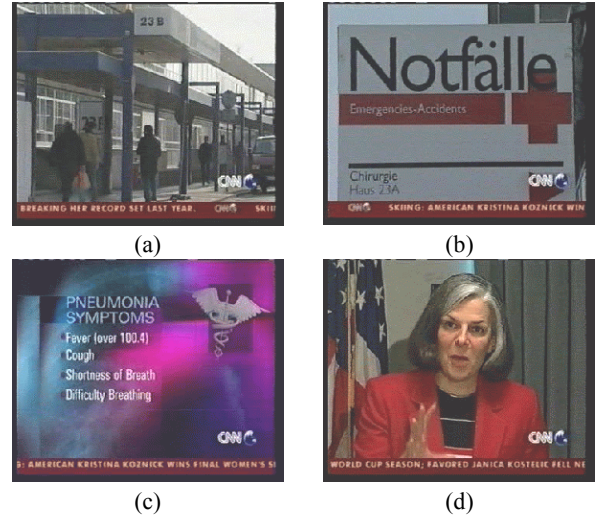 23 B
23B
CNN
BREAKING HER RECORD SET LAST YEAR. CNN SKII
(a)
Notfälle
Emergencies-Accidents
Chirurgie
Haus 23A
CNN
CNN SKIING: AMERICAN KRISTINA KOZNICK WIN
(b)
PNEUMONIA
SYMPTOMS
Fever (over 100.4)
Cough
Shortness of Breath
Difficulty Breathing
CNN
G: AMERICAN KRISTINA KOZNICK WINS FINAL WOMEN'S S
(c)
CNN
WORLD CUP SEASON; FAVORED JANICA KOSTELIC FELL NE
(d)